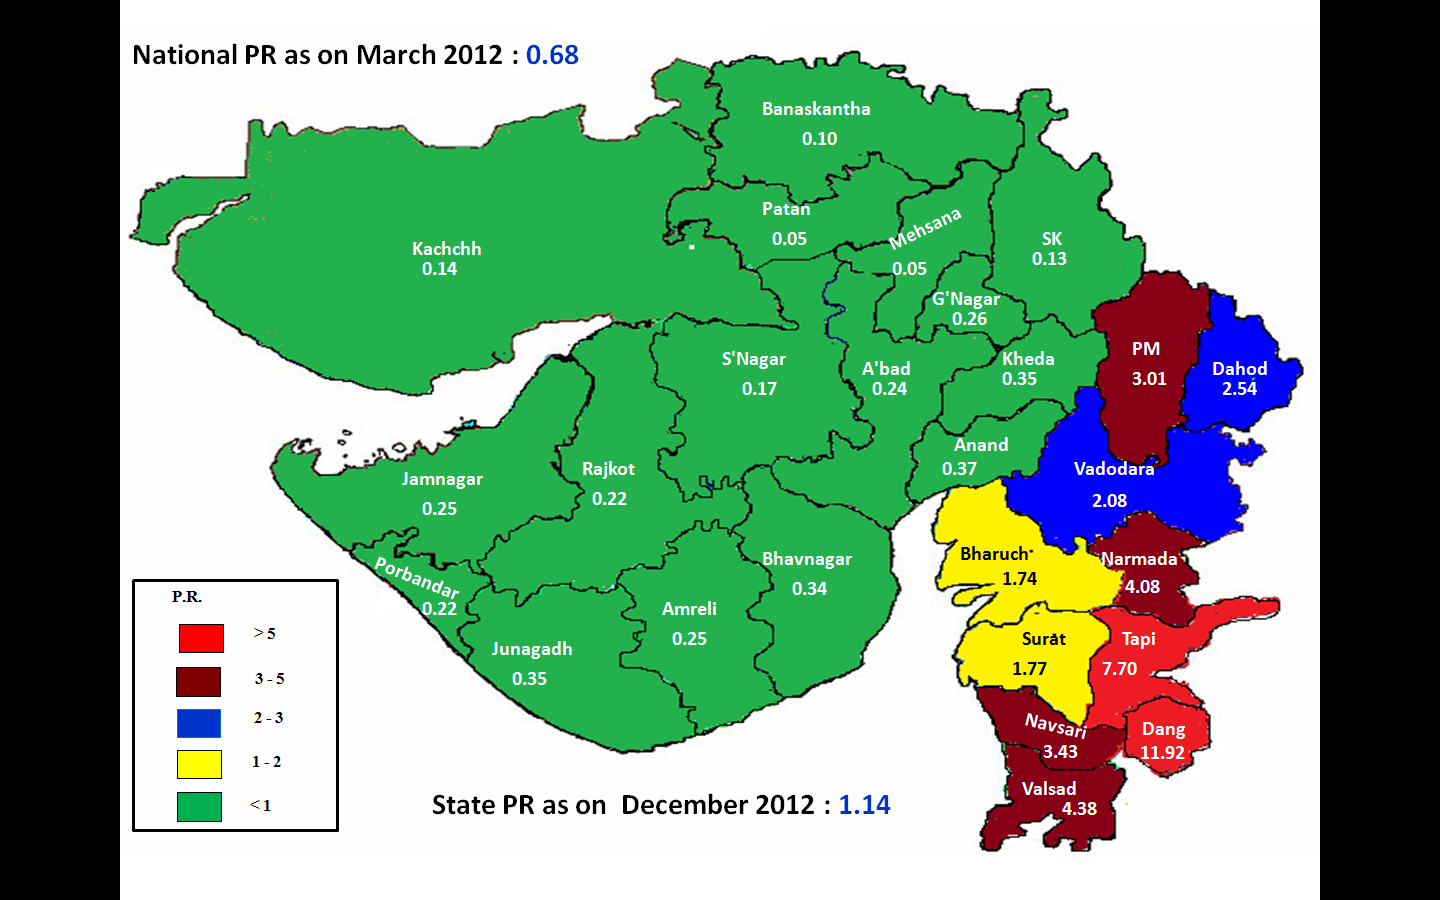 National PR as on March 2012 : 0.68
Banaskantha
0.10
Patan
0.05
Mehsana
0.05
SK
0.13
Kachchh
0.14
G'Nagar
0.26
S'Nagar
0.17
A'bad
0.24
Kheda
0.35
PM
3.01
Dahod
2.54
Anand
0.37
Vadodara
2.08
Jamnagar
0.25
Rajkot
0.22
Bhavnagar
0.34
Bharuch
1.74
Narmada
4.08
Porbandar
0.22
Amreli
0.25
Junagadh
0.35
Surat
1.77
Tapi
7.70
Navsari
3.43
Dang
11.92
Valsad
4.38
P.R.
> 5
3 - 5
2 - 3
1 - 2
< 1
State PR as on December 2012 : 1.14